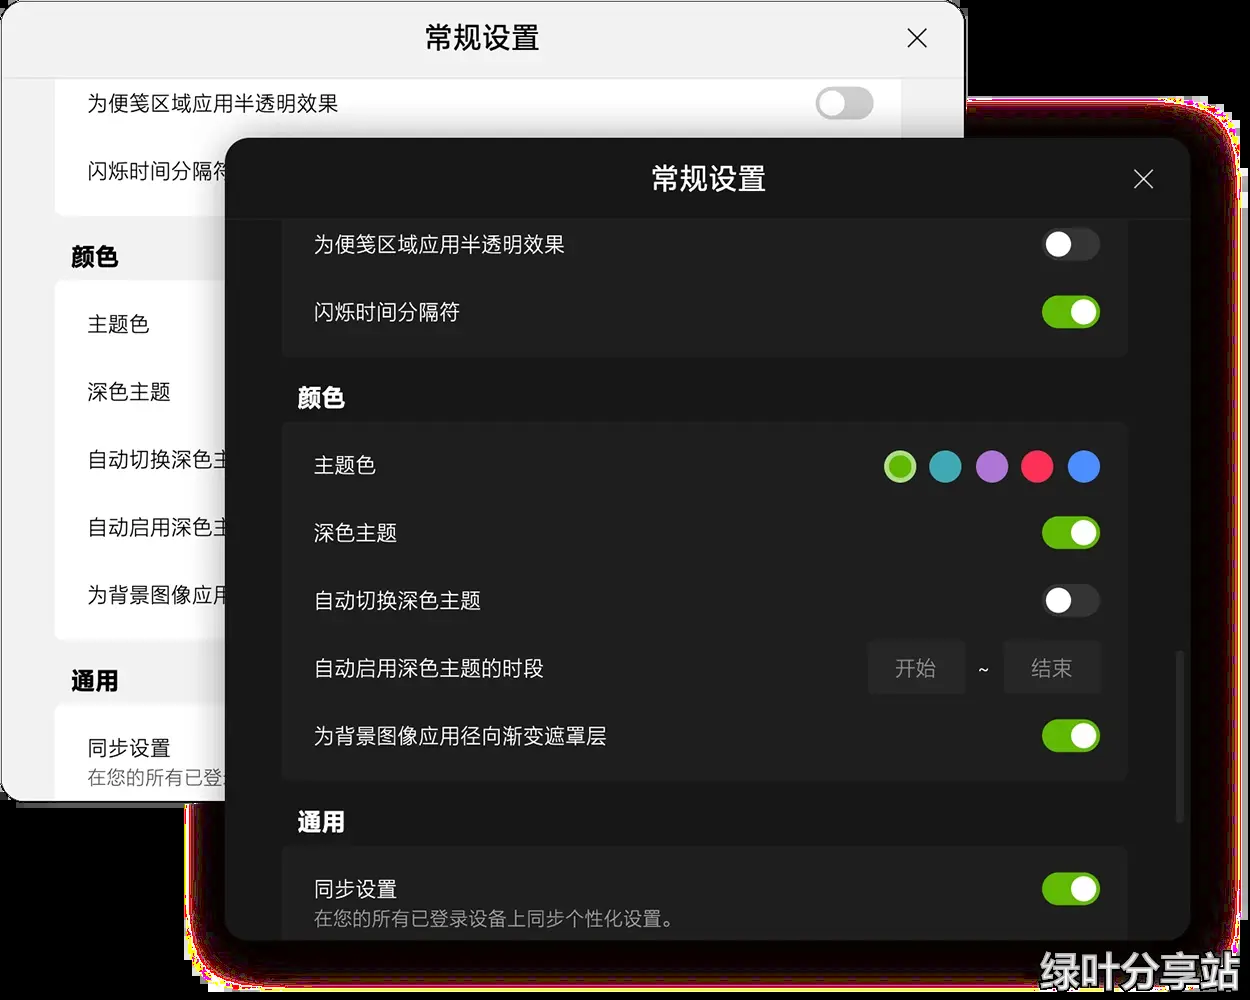 常规设置
为便笺区域应用半透明效果
闪烁时间分隔符
颜色
主题色
深色主题
自动切换深色主
自动启用深色主
为背景图像应用
通用
同步设置
在您的所有已登
常规设置
为便笺区域应用半透明效果
闪烁时间分隔符
颜色
主题色
深色主题
自动切换深色主题
自动启用深色主题的时段
开始 ~ 结束
为背景图像应用径向渐变遮罩层
通用
同步设置
在您的所有已登录设备上同步个性化设置。
绿叶分享站